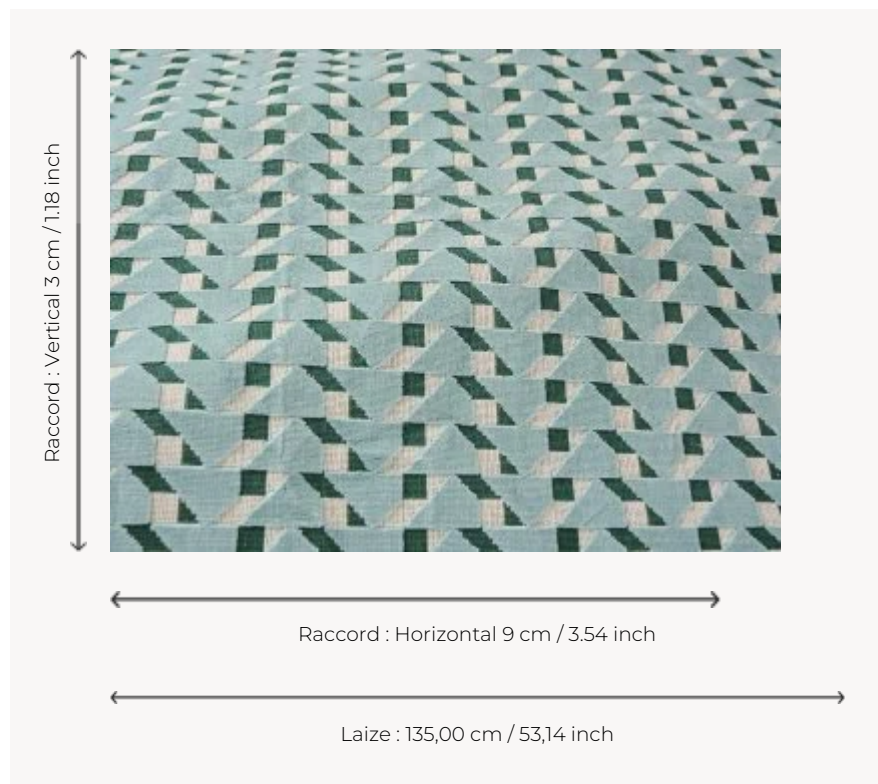 Raccord : Vertical 3 cm / 1.18 inch
Raccord : Horizontal 9 cm / 3.54 inch
Laize : 135,00 cm / 53,14 inch